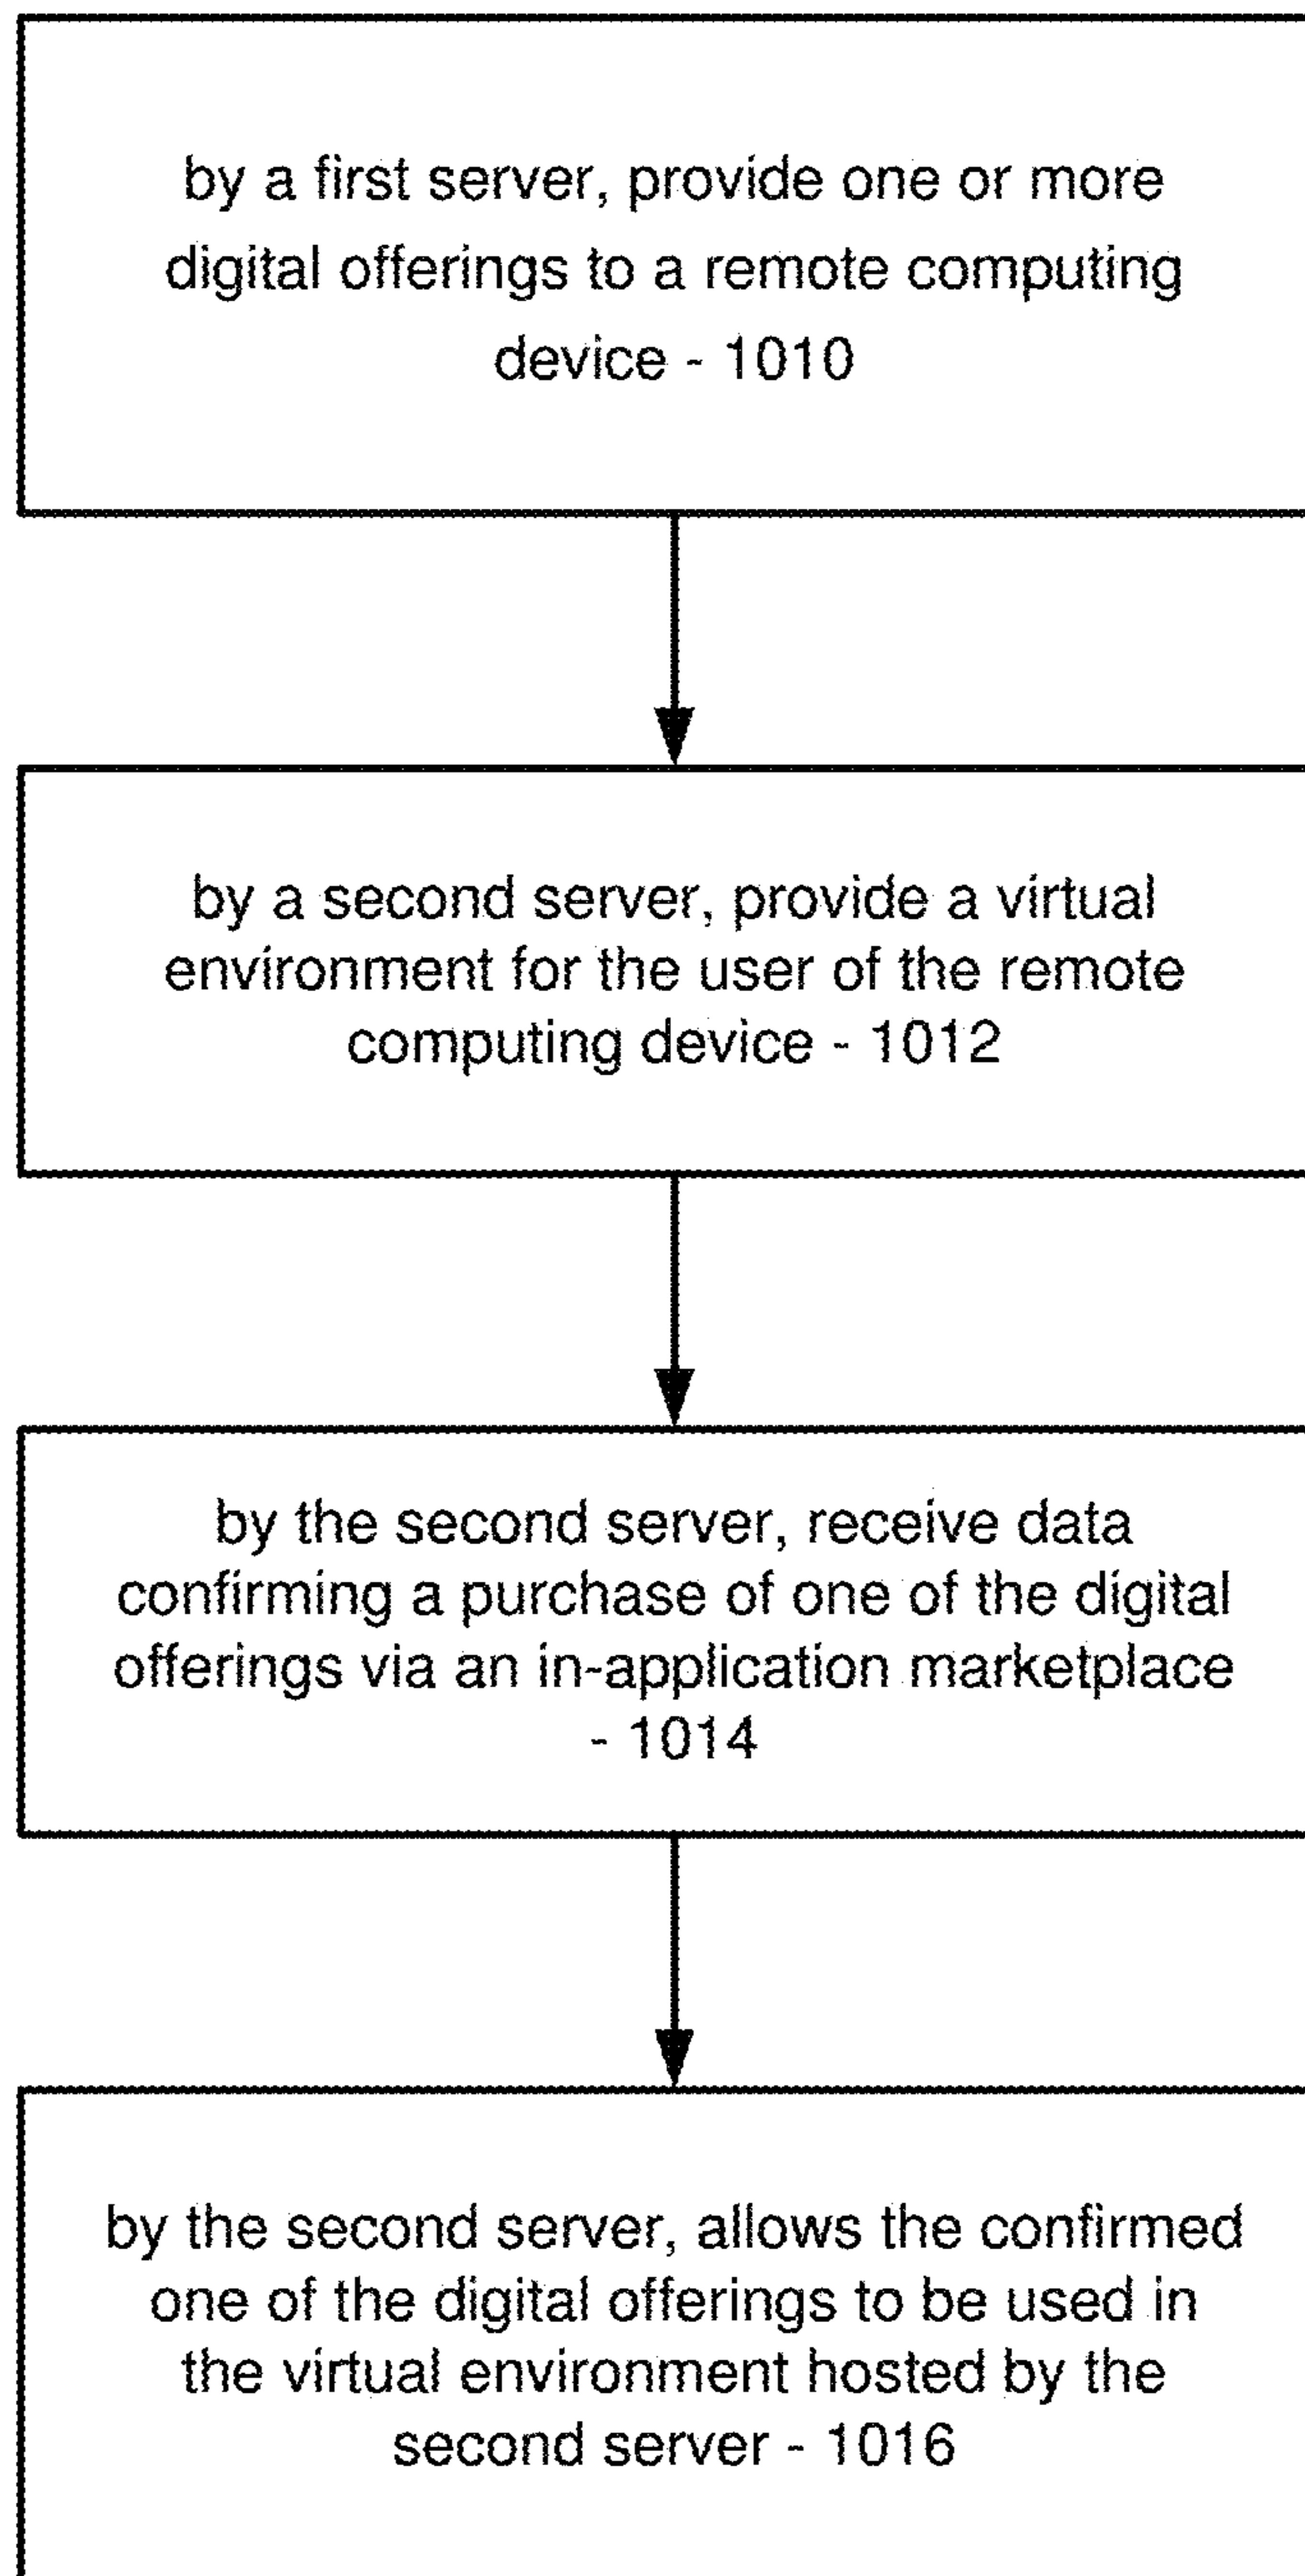 by a first server, provide one or more
digital offerings to a remote computing
device - 1010
by a second server, provide a virtual
environment for the user of the remote
computing device - 1012
by the second server, receive data
confirming a purchase of one of the digital
offerings via an in-application marketplace
- 1014
by the second server, allows the confirmed
one of the digital offerings to be used in
the virtual environment hosted by the
second server - 1016